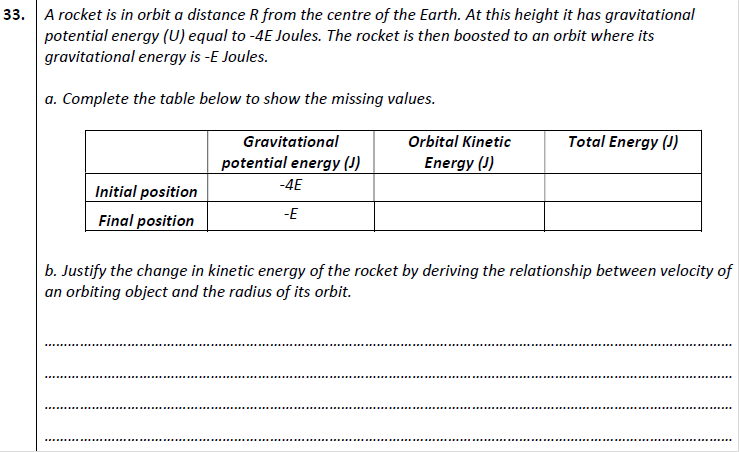 33. A rocket is in orbit a distance R from the centre of the Earth. At this height it has gravitational
potential energy (U) equal to -4E Joules. The rocket is then boosted to an orbit where its
gravitational energy is -E Joules.
a. Complete the table below to show the missing values.
Gravitational potential energy (J) Orbital Kinetic Energy (J) Total Energy (J)
Initial position -4E
Final position -E
b. Justify the change in kinetic energy of the rocket by deriving the relationship between velocity of
an orbiting object and the radius of its orbit.